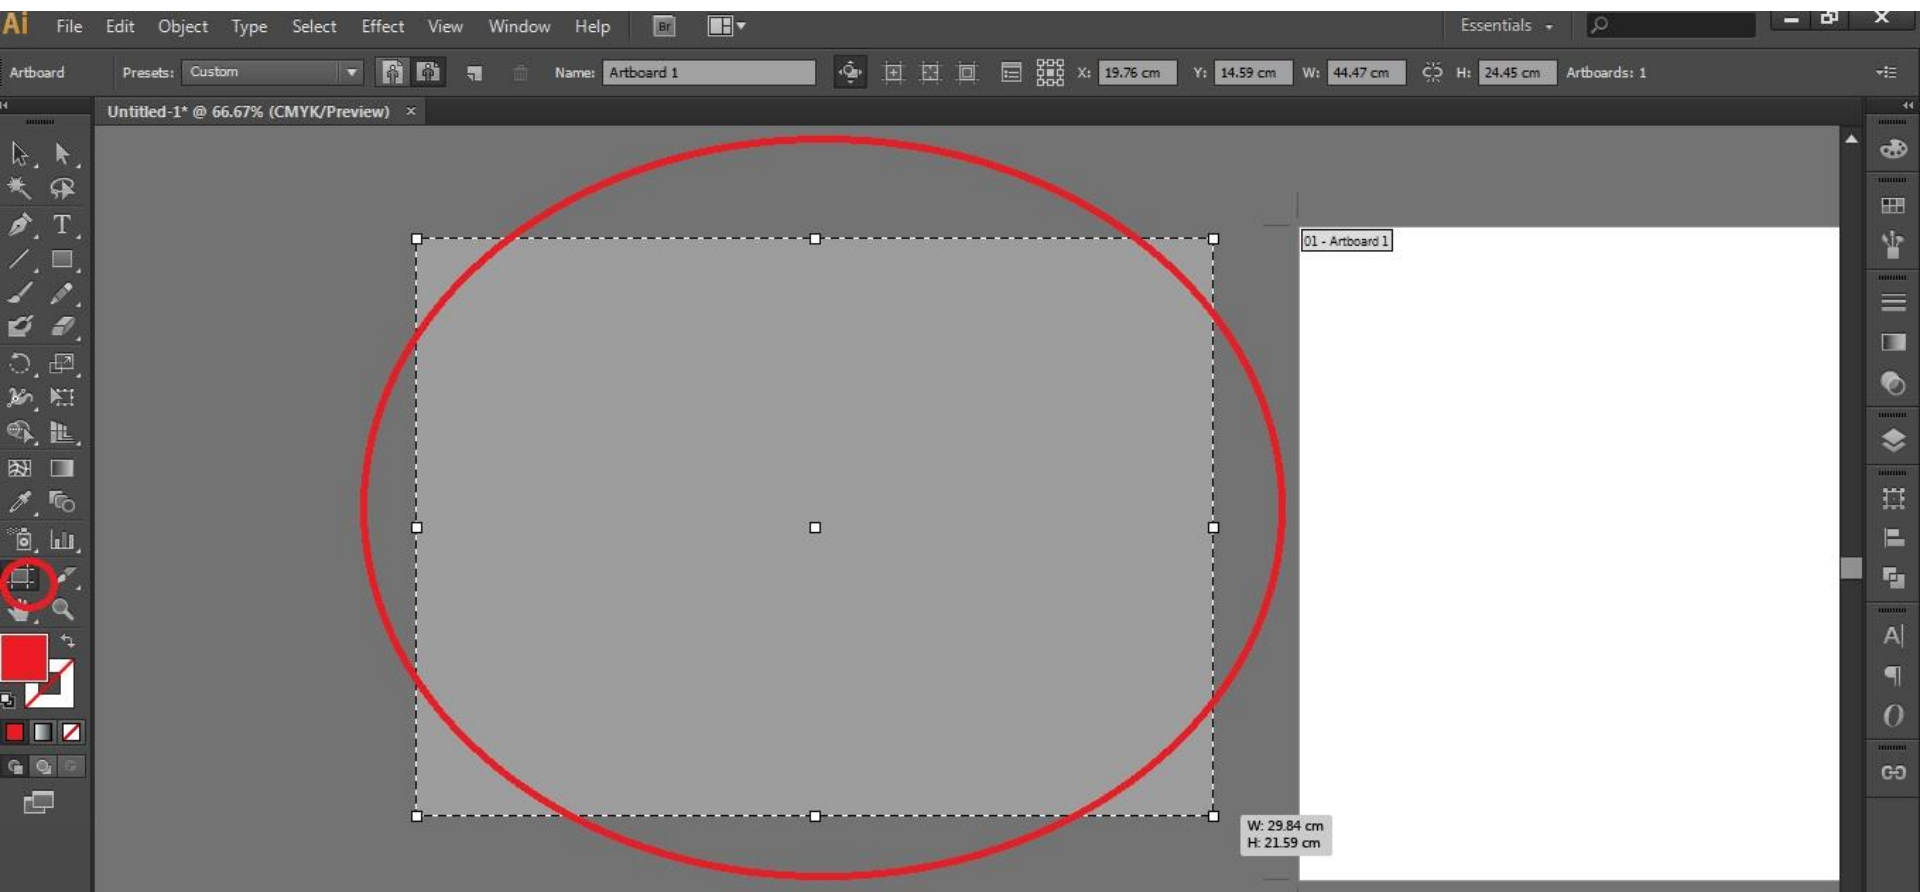 Ai File Edit Object Type Select Effect View Window Help Br Essentials
Artboard Presets: Custom Name: Artboard 1 X: 19.76 cm Y: 14.59 cm W: 44.47 cm H: 24.45 cm Artboards: 1
Untitled-1* @ 66.67% (CMYK/Preview) ×
01 - Artboard 1
W: 29.84 cm
H: 21.59 cm